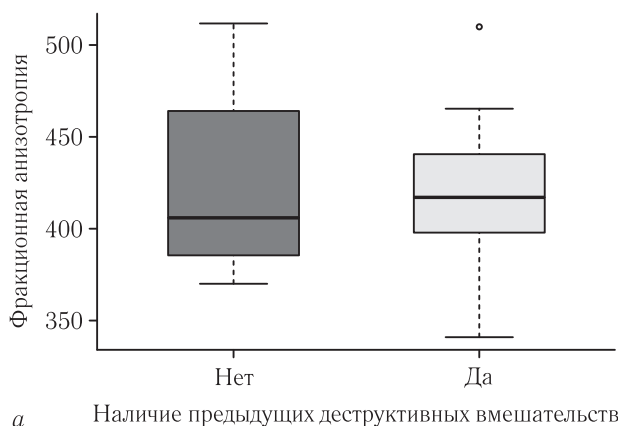 Фракционная анизотропия
500
450
400
350
Нет Да
а Наличие предыдущих деструктивных вмешательств